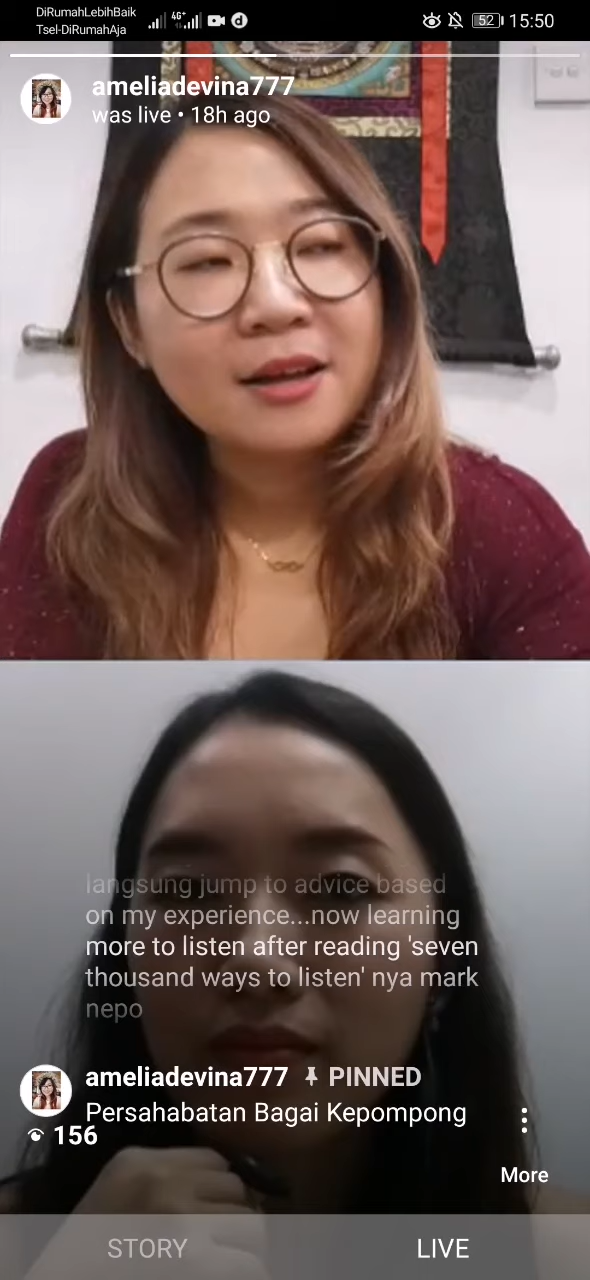 DiRumahLebihBaik
Tsel-DiRumahAja
4G+
52
15:50
ameliadevina777
was live • 18h ago
langsung jump to advice based
on my experience...now learning
more to listen after reading 'seven
thousand ways to listen' nya mark
nepo
ameliadevina777 PINNED
Persahabatan Bagai Kepompong
156
More
STORY
LIVE